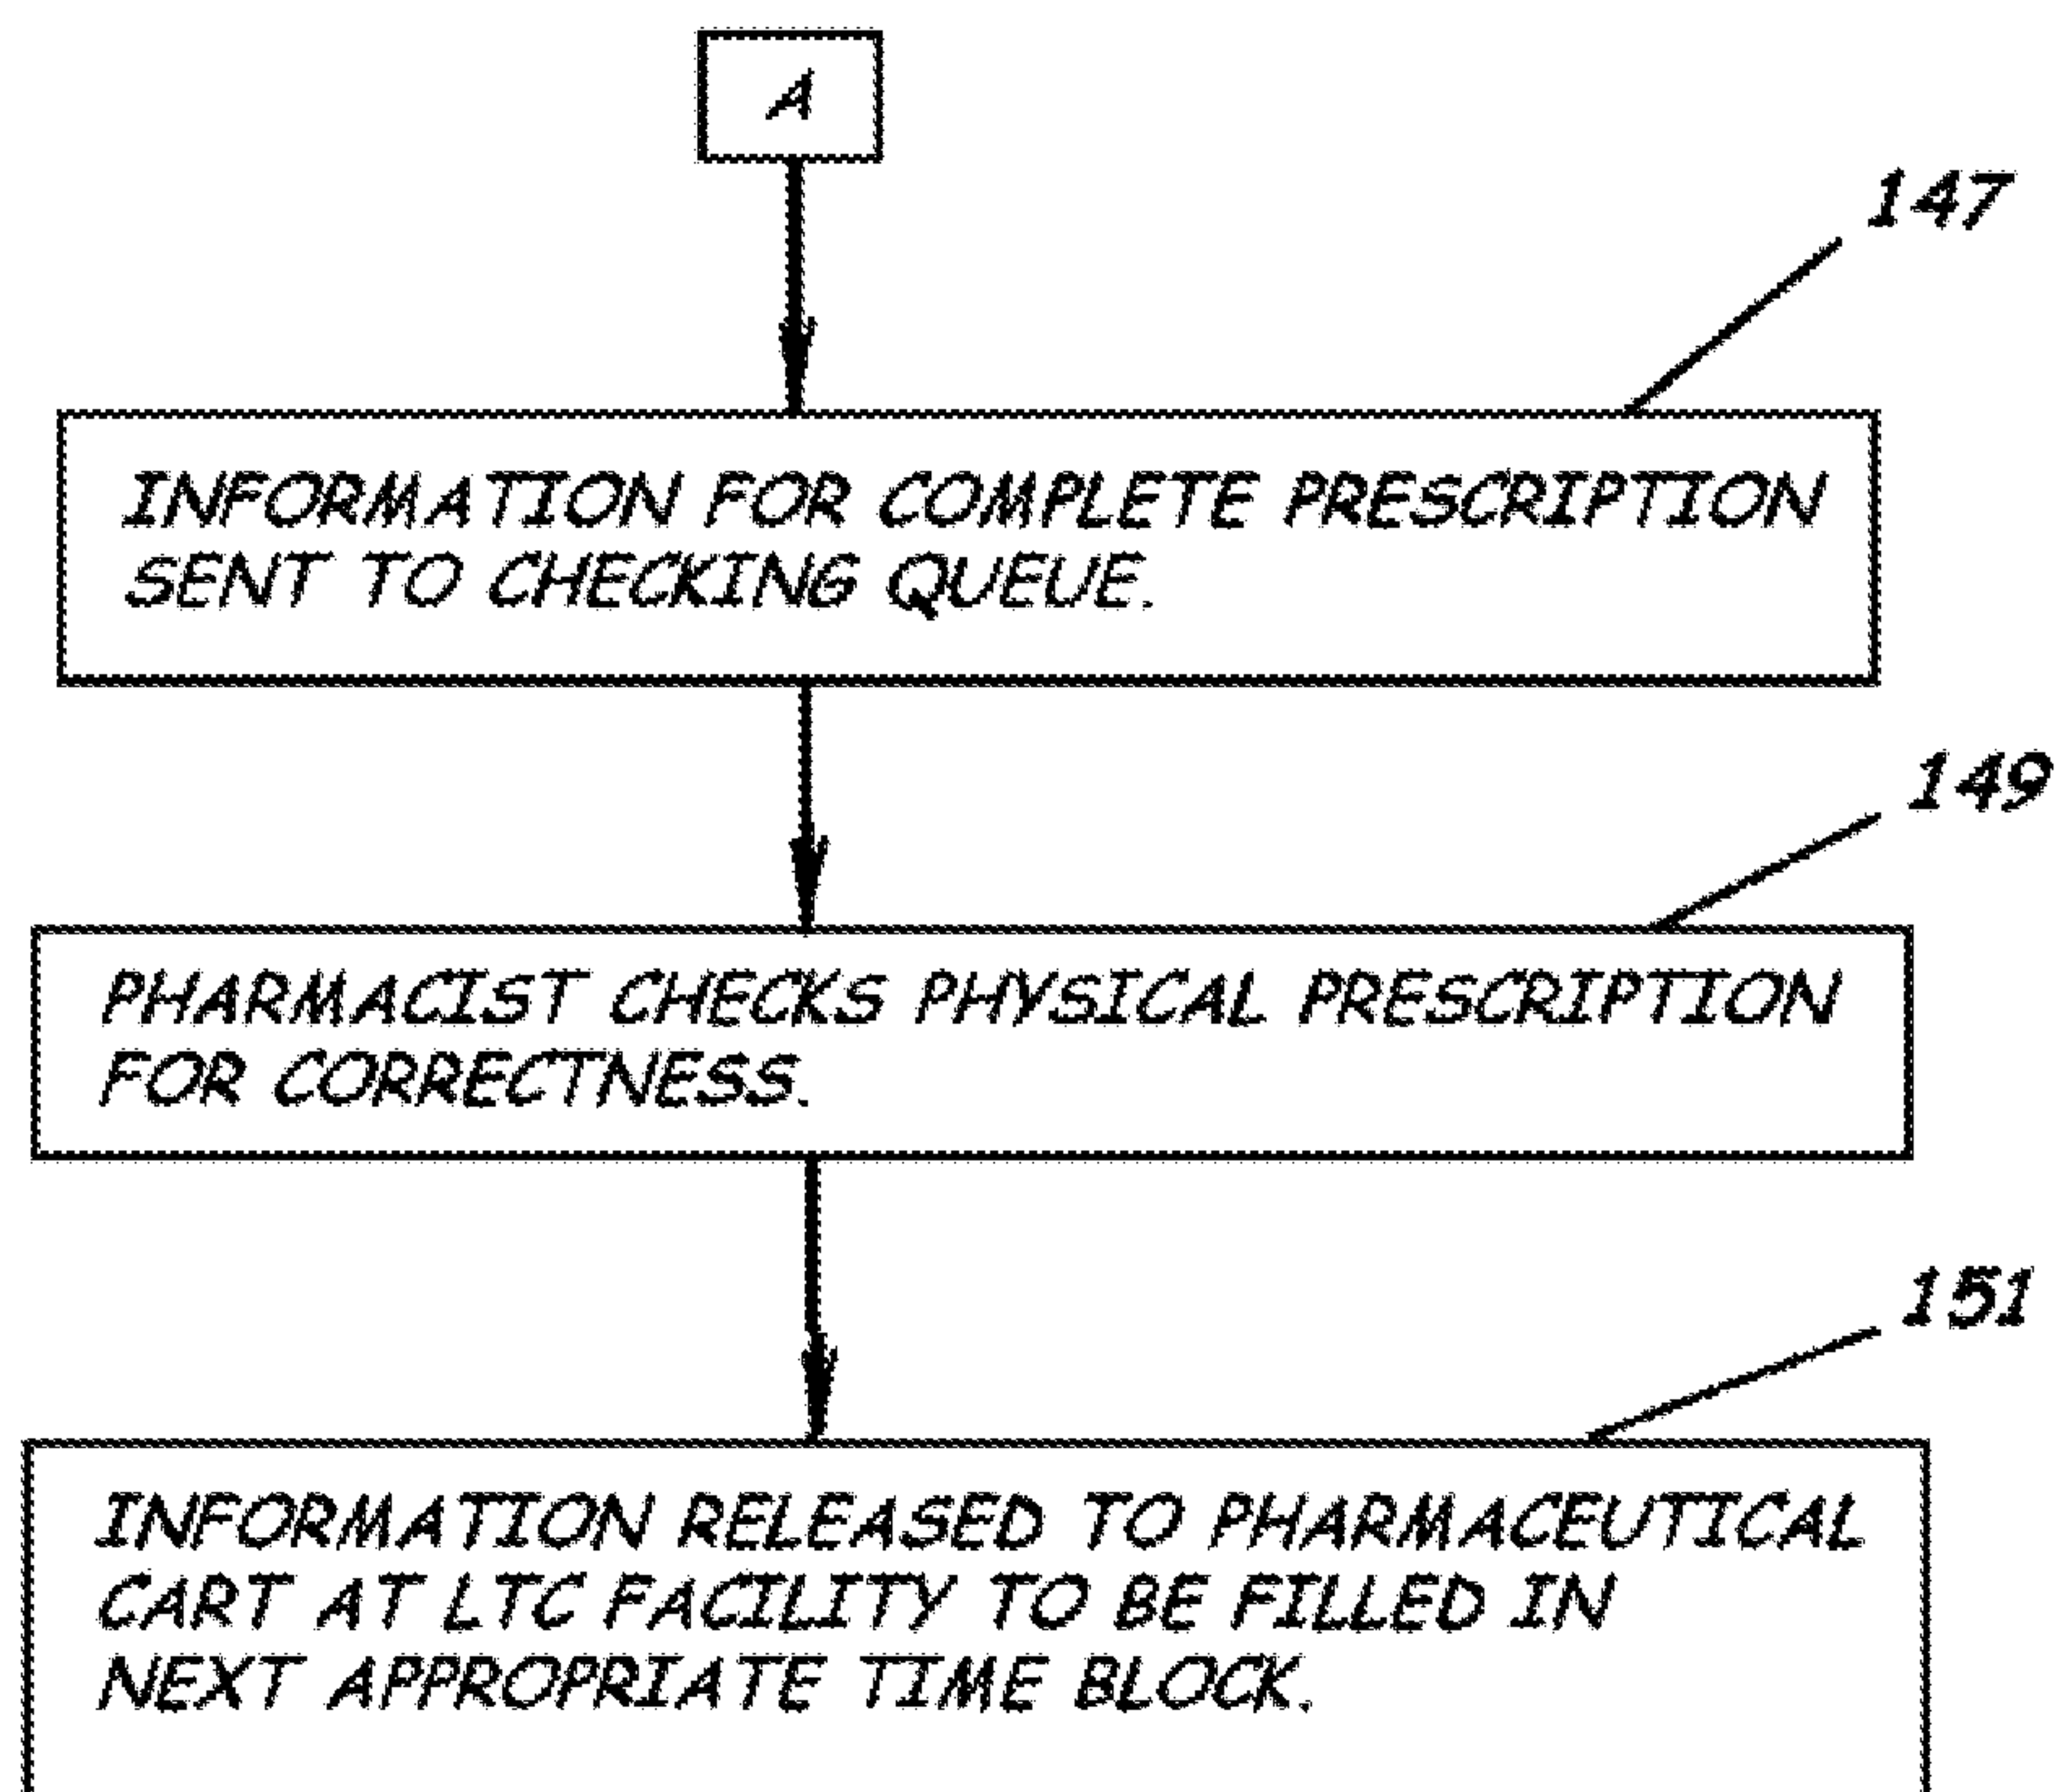 A
147
INFORMATION FOR COMPLETE PRESCRIPTION
SENT TO CHECKING QUEUE.
149
PHARMACIST CHECKS PHYSICAL PRESCRIPTION
FOR CORRECTNESS.
151
INFORMATION RELEASED TO PHARMACEUTICAL
CART AT LTC FACILITY TO BE FILLED IN
NEXT APPROPRIATE TIME BLOCK.